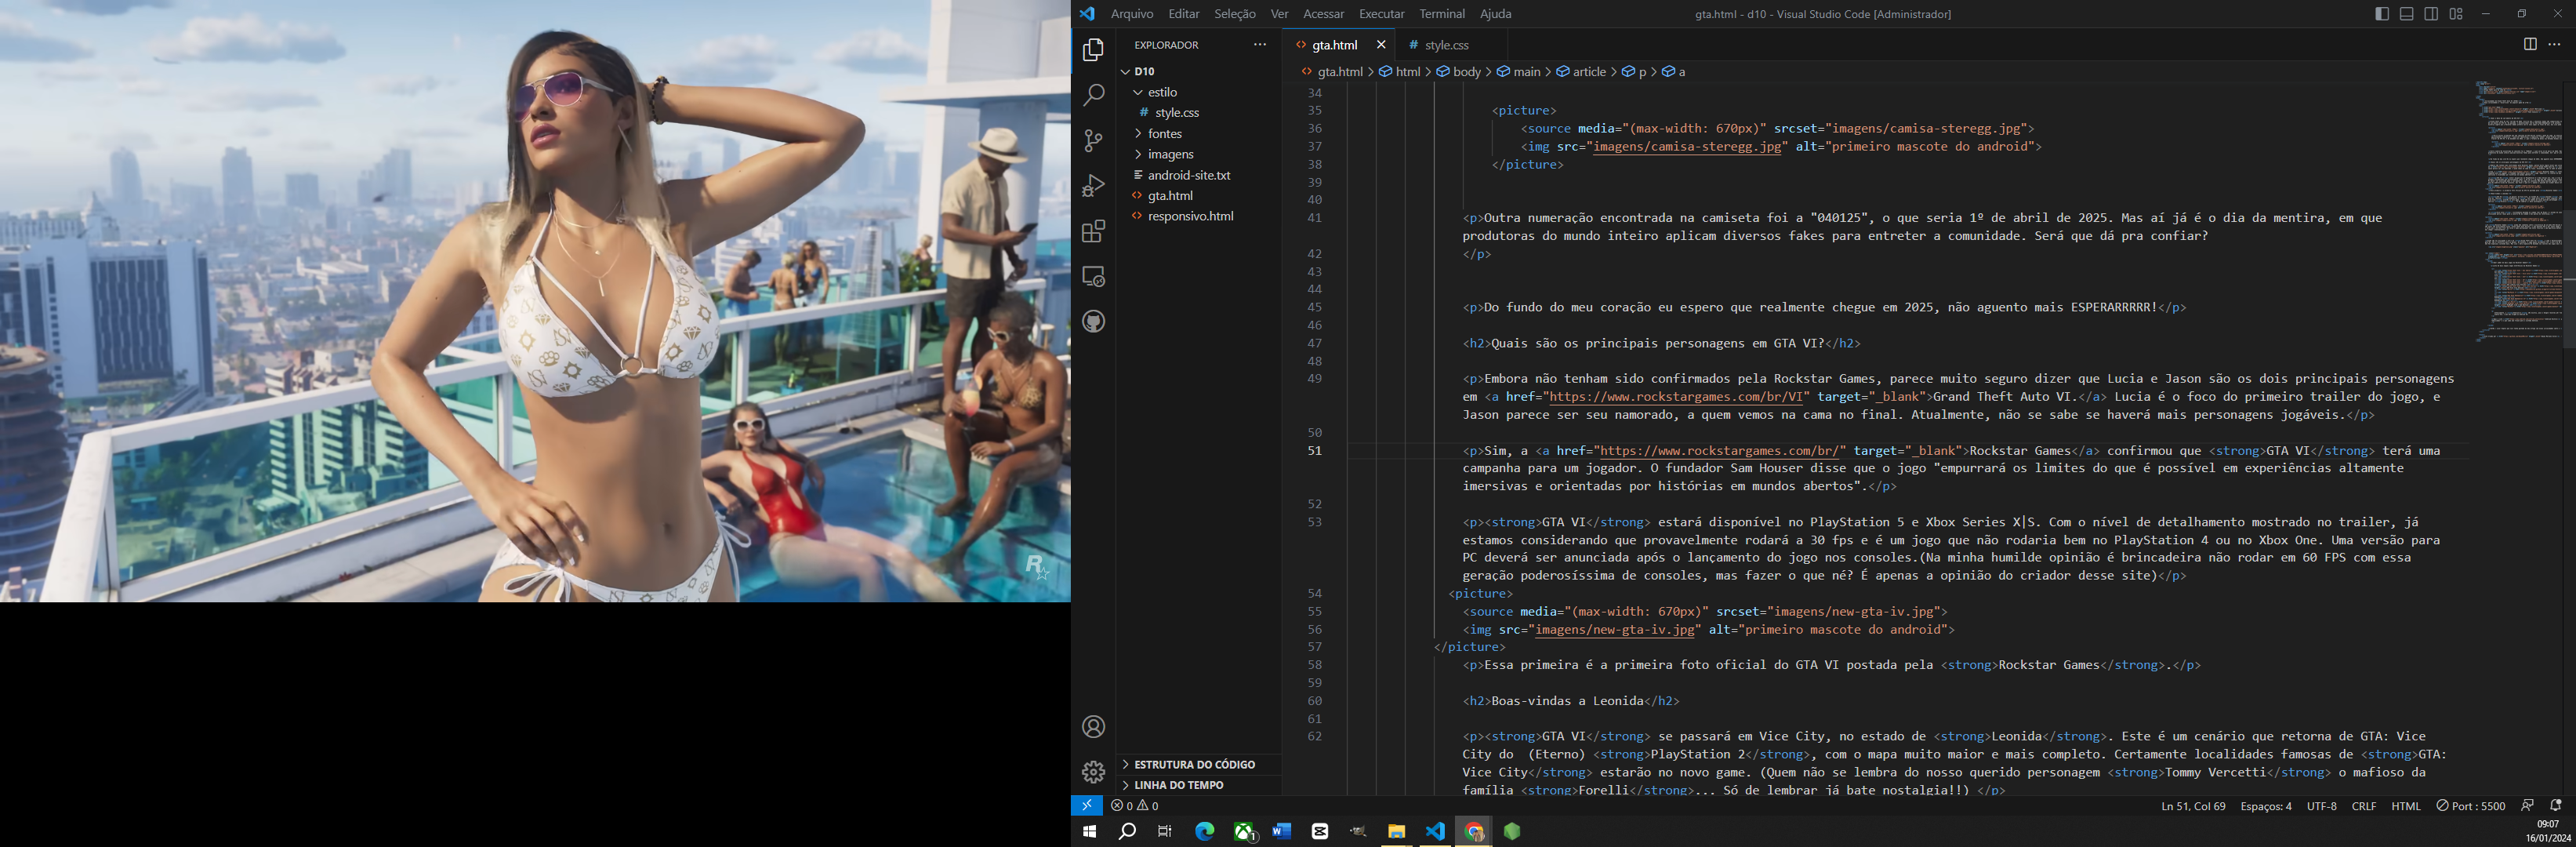 Arquivo Editar Seleção Ver Acessar Executar Terminal Ajuda
gta.html - d10 - Visual Studio Code [Administrador]
EXPLORADOR
D10
estilo
# style.css
fontes
imagens
android-site.txt
<> gta.html
<> responsivo.html
ESTRUTURA DO CÓDIGO
LINHA DO TEMPO
<> gta.html
# style.css
<> gta.html > html > body > main > article > p > a
34
35 <picture>
36 <source media="(max-width: 670px)" srcset="imagens/camisa-steregg.jpg">
37 <img src="imagens/camisa-steregg.jpg" alt="primeiro mascote do android">
38 </picture>
39
40
41 <p>Outra numeração encontrada na camiseta foi a "040125", o que seria 1º de abril de 2025. Mas aí já é o dia da mentira, em que
produtoras do mundo inteiro aplicam diversos fakes para entreter a comunidade. Será que dá pra confiar?
42 </p>
43
44
45 <p>Do fundo do meu coração eu espero que realmente chegue em 2025, não aguento mais ESPERARRRRR!</p>
46
47 <h2>Quais são os principais personagens em GTA VI?</h2>
48
49 <p>Embora não tenham sido confirmados pela Rockstar Games, parece muito seguro dizer que Lucia e Jason são os dois principais personagens
em <a href="https://www.rockstargames.com/br/VI" target="_blank">Grand Theft Auto VI.</a> Lucia é o foco do primeiro trailer do jogo, e
Jason parece ser seu namorado, a quem vemos na cama no final. Atualmente, não se sabe se haverá mais personagens jogáveis.</p>
50
51 <p>Sim, a <a href="https://www.rockstargames.com/br/" target="_blank">Rockstar Games</a> confirmou que <strong>GTA VI</strong> terá uma
campanha para um jogador. O fundador Sam Houser disse que o jogo "empurrará os limites do que é possível em experiências altamente
imersivas e orientadas por histórias em mundos abertos".</p>
52
53 <p><strong>GTA VI</strong> estará disponível no PlayStation 5 e Xbox Series X|S. Com o nível de detalhamento mostrado no trailer, já
estamos considerando que provavelmente rodará a 30 fps e é um jogo que não rodaria bem no PlayStation 4 ou no Xbox One. Uma versão para
PC deverá ser anunciada após o lançamento do jogo nos consoles.(Na minha humilde opinião é brincadeira não rodar em 60 FPS com essa
geração poderosíssima de consoles, mas fazer o que né? É apenas a opinião do criador desse site)</p>
54 <picture>
55 <source media="(max-width: 670px)" srcset="imagens/new-gta-iv.jpg">
56 <img src="imagens/new-gta-iv.jpg" alt="primeiro mascote do android">
57 </picture>
58 <p>Essa primeira é a primeira foto oficial do GTA VI postada pela <strong>Rockstar Games</strong>.</p>
59
60 <h2>Boas-vindas a Leonida</h2>
61
62 <p><strong>GTA VI</strong> se passará em Vice City, no estado de <strong>Leonida</strong>. Este é um cenário que retorna de GTA: Vice
City do  (Eterno) <strong>PlayStation 2</strong>, com o mapa muito maior e mais completo. Certamente localidades famosas de <strong>GTA:
Vice City</strong> estarão no novo game. (Quem não se lembra do nosso querido personagem <strong>Tommy Vercetti</strong> o mafioso da
família <strong>Forelli</strong>... Só de lembrar já bate nostalgia!!) </p>
R
0 0
Ln 51, Col 69 Espaços: 4 UTF-8 CRLF HTML Port : 5500
1
W
09:07
16/01/2024